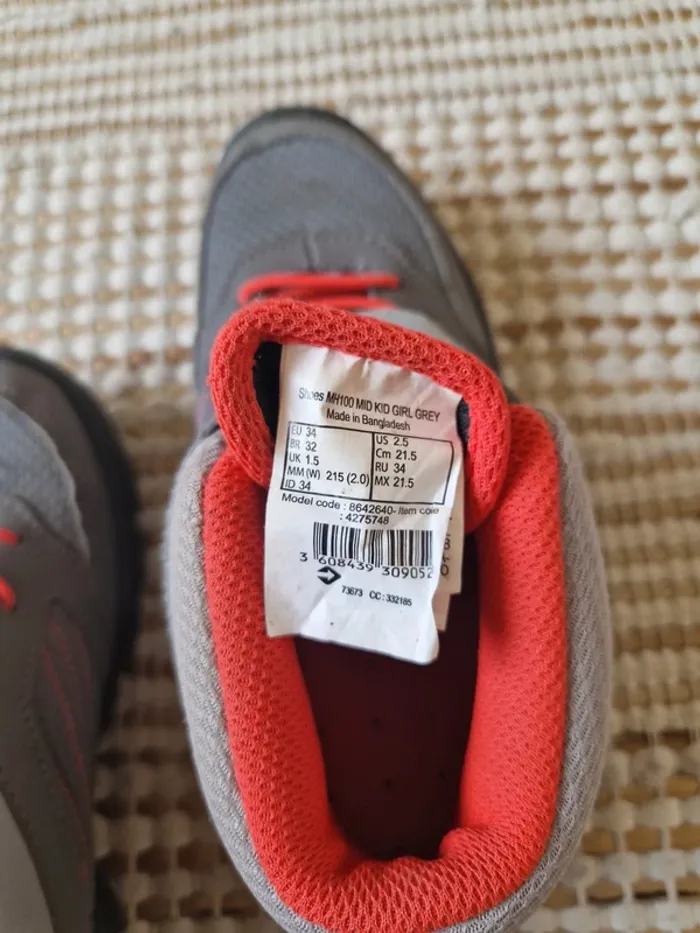 Shoes MH100 MID KID GIRL GREY
Made in Bangladesh
EU 34
BR 32
UK 1.5
MM (W) 215 (2.0)
ID 34
US 2.5
Cm 21.5
RU 34
MX 21.5
Model code : 8642640- Item code
: 4275748
3 608439 309052
73673 CC: 332185